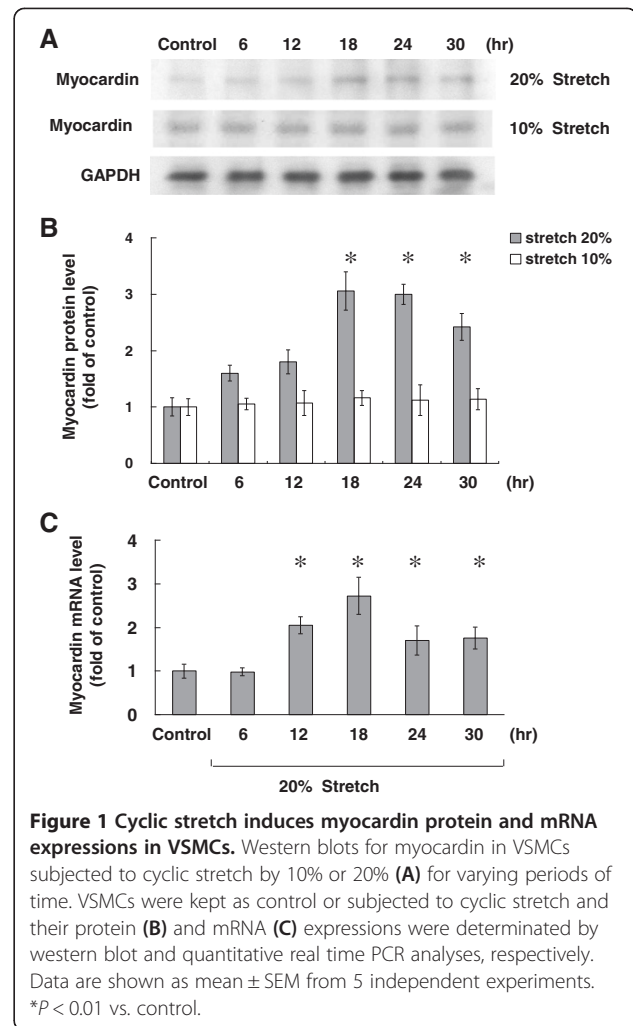 A
Control 6 12 18 24 30 (hr)
Myocardin 20% Stretch
Myocardin 10% Stretch
GAPDH
B
stretch 20%
stretch 10%
Myocardin protein level
(fold of control)
4
3
2
1
0
* * *
Control 6 12 18 24 30 (hr)
C
Myocardin mRNA level
(fold of control)
4
3
2
1
0
* * * *
Control 6 12 18 24 30 (hr)
20% Stretch
Figure 1 Cyclic stretch induces myocardin protein and mRNA
expressions in VSMCs. Western blots for myocardin in VSMCs
subjected to cyclic stretch by 10% or 20% (A) for varying periods of
time. VSMCs were kept as control or subjected to cyclic stretch and
their protein (B) and mRNA (C) expressions were determined by
western blot and quantitative real time PCR analyses, respectively.
Data are shown as mean ± SEM from 5 independent experiments.
*P < 0.01 vs. control.